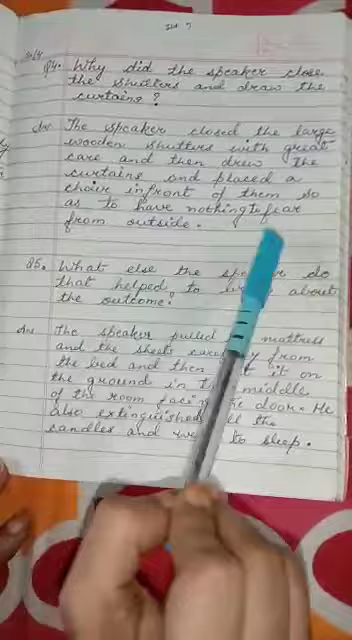 Q4. Why did the speaker close
the shutters and draw the
curtains?
Ans The speaker closed the large
wooden shutters with great
care and then drew the
curtains and placed a
chair infront of them so
as to have nothing to fear
from outside.
Q5. What else the do
that helped to about
the outcome?
Ans The speaker pulled mattress
and the sheets from
the bed and then it on
the ground in middle
of the room facing the door. He
also extinguished the
candles and to sleep.